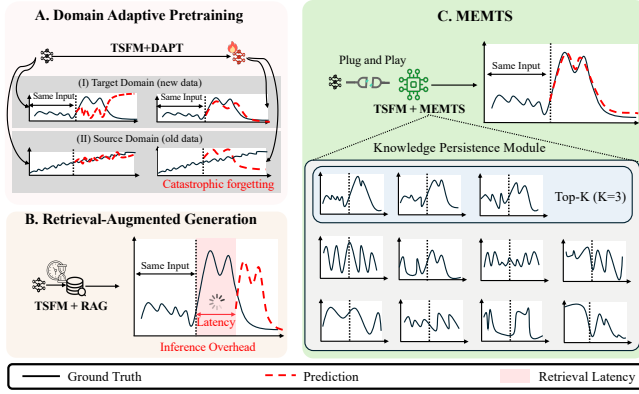 A. Domain Adaptive Pretraining
TSFM+DAPT
(I) Target Domain (new data)
Same Input
Same Input
(II) Source Domain (old data)
Catastrophic forgetting
B. Retrieval-Augmented Generation
Same Input
TSFM + RAG
Latency
Inference Overhead
C. MEMTS
Plug and Play
Same Input
TSFM + MEMTS
Knowledge Persistence Module
Top-K (K=3)
Ground Truth
Prediction
Retrieval Latency